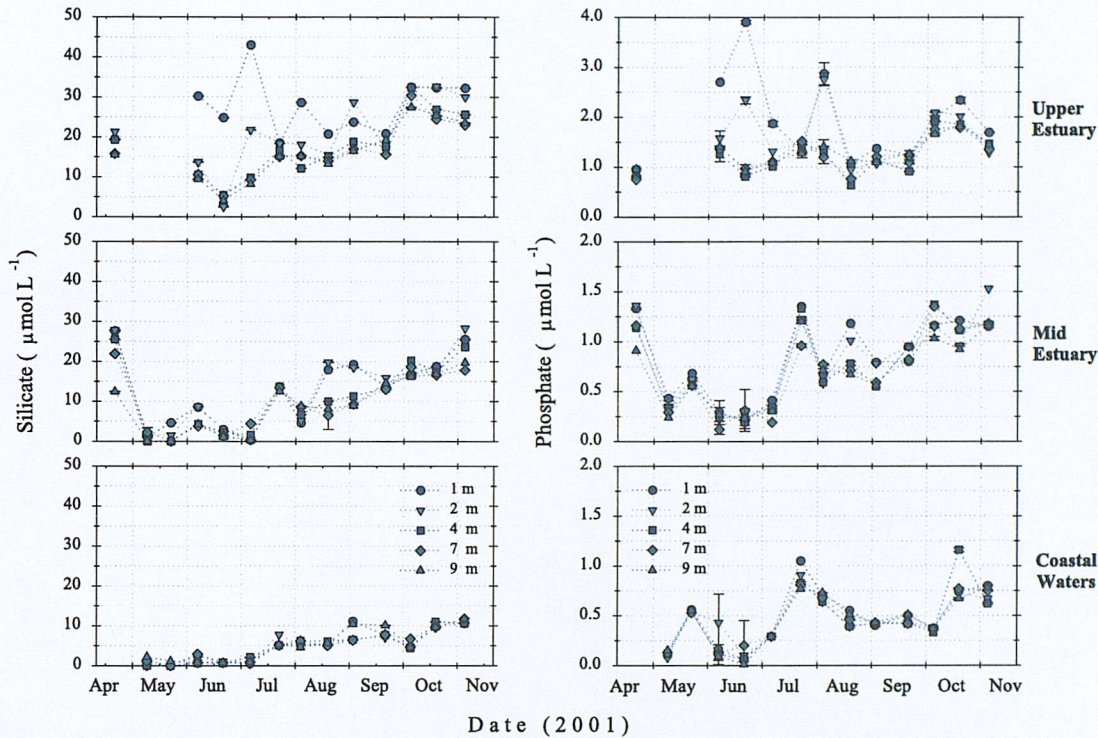 50
40
30
20
10
0
Silicate ( μmol L⁻¹)
50
40
30
20
10
0
50
40
30
20
10
0
1 m
2 m
4 m
7 m
9 m
Apr May Jun Jul Aug Sep Oct Nov
4.0
3.0
2.0
1.0
0.0
Upper
Estuary
Phosphate ( μmol L⁻¹)
2.0
1.5
1.0
0.5
0.0
Mid
Estuary
2.0
1.5
1.0
0.5
0.0
1 m
2 m
4 m
7 m
9 m
Coastal
Waters
Apr May Jun Jul Aug Sep Oct Nov
Date (2001)